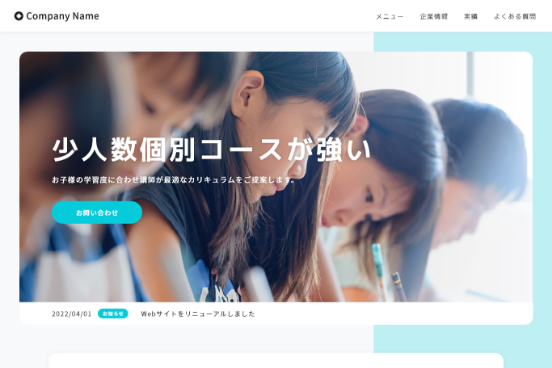 Company Name
メニュー 企業情報 実績 よくある質問
少人数個別コースが強い
お子様の学習度に合わせ講師が最適なカリキュラムをご提案します。
お問い合わせ
2022/04/01 お知らせ Webサイトをリニューアルしました